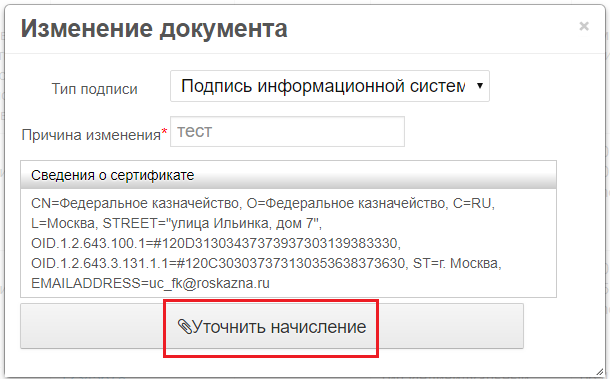 Изменение документа
×
Тип подписи
Подпись информационной систем
Причина изменения*
тест
Сведения о сертификате
CN=Федеральное казначейство, O=Федеральное казначейство, C=RU,
L=Москва, STREET="улица Ильинка, дом 7",
OID.1.2.643.100.1=#120D31303437373937303139383330,
OID.1.2.643.3.131.1.1=#120C303037373130353638373630, ST=г. Москва,
EMAILADDRESS=uc_fk@roskazna.ru
Уточнить начисление